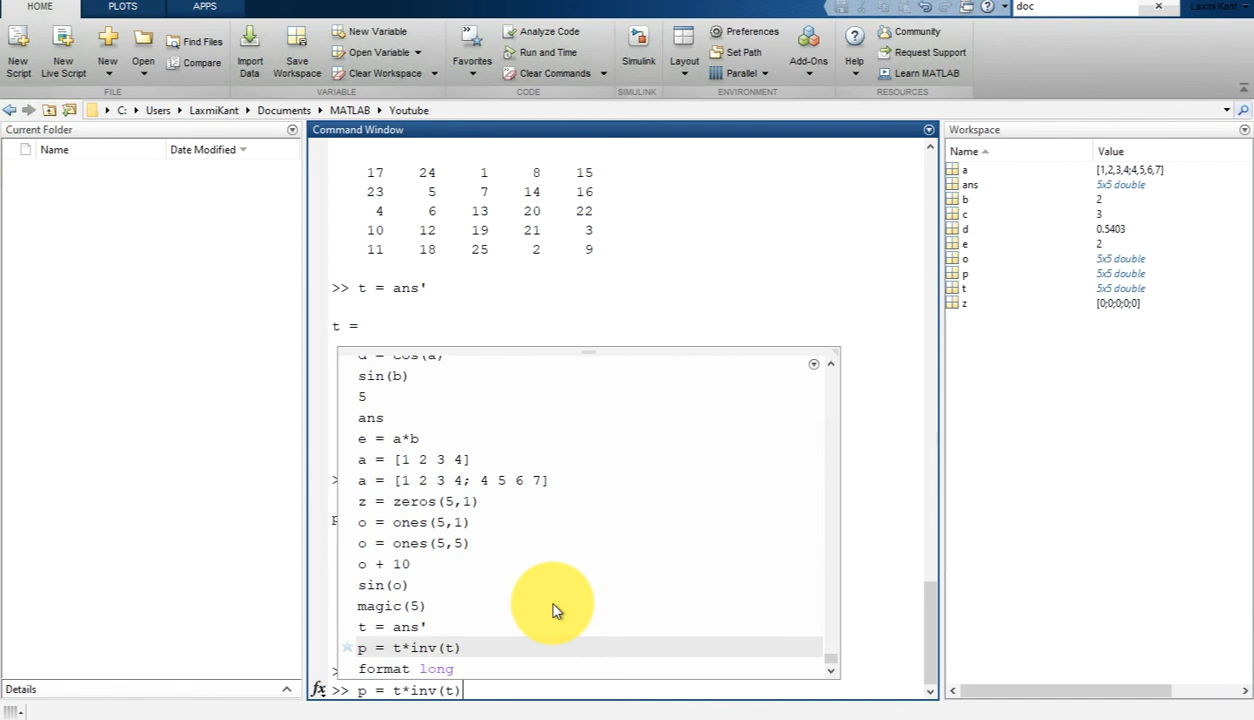 HOME PLOTS APPS doc Laxmi Kant
New Script
New Live Script
New
Open
Find Files
Compare
Import Data
Save Workspace
New Variable
Open Variable
Clear Workspace
Favorites
Analyze Code
Run and Time
Clear Commands
Simulink
Layout
Preferences
Set Path
Parallel
Add-Ons
Help
Community
Request Support
Learn MATLAB
FILE VARIABLE CODE SIMULINK ENVIRONMENT RESOURCES
C: Users LaxmiKant Documents MATLAB Youtube
Current Folder
Name Date Modified
Details
Command Window
17 24 1 8 15
23 5 7 14 16
4 6 13 20 22
10 12 19 21 3
11 18 25 2 9
>> t = ans'
t =
d = cos(a)
sin(b)
5
ans
e = a*b
a = [1 2 3 4]
a = [1 2 3 4; 4 5 6 7]
z = zeros(5,1)
o = ones(5,1)
o = ones(5,5)
o + 10
sin(o)
magic(5)
t = ans'
p = t*inv(t)
format long
fx >> p = t*inv(t)
Workspace
Name Value
a [1,2,3,4;4,5,6,7]
ans 5x5 double
b 2
c 3
d 0.5403
e 2
o 5x5 double
p 5x5 double
t 5x5 double
z [0;0;0;0;0]